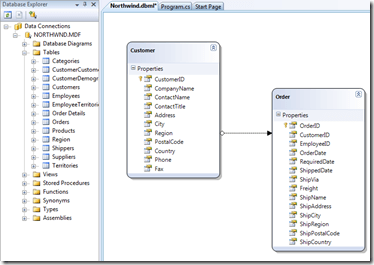 Database Explorer
Data Connections
NORTHWND.MDF
Database Diagrams
Tables
Categories
CustomerCustomer
CustomerDemogr
Customers
Employees
EmployeeTerritorie
Order Details
Orders
Products
Region
Shippers
Suppliers
Territories
Views
Stored Procedures
Functions
Synonyms
Types
Assemblies
Northwind.dbml* Program.cs Start Page
Customer
Properties
CustomerID
CompanyName
ContactName
ContactTitle
Address
City
Region
PostalCode
Country
Phone
Fax
Order
Properties
OrderID
CustomerID
EmployeeID
OrderDate
RequiredDate
ShippedDate
ShipVia
Freight
ShipName
ShipAddress
ShipCity
ShipRegion
ShipPostalCode
ShipCountry